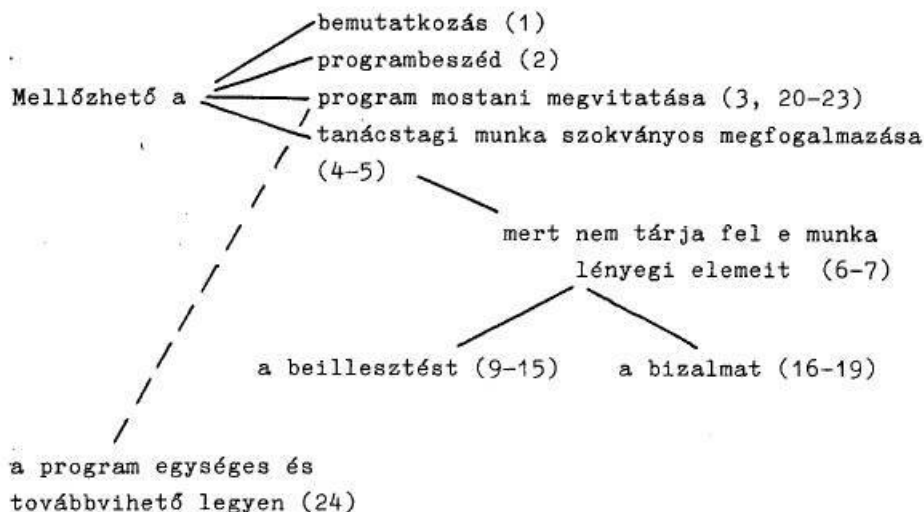 bemutatkozás (1)
programbeszéd (2)
Mellőzhető a
program mostani megvitatása (3, 20-23)
tanácstagi munka szokványos megfogalmazása
(4-5)
mert nem tárja fel e munka
lényegi elemeit (6-7)
a beillesztést (9-15)
a bizalmat (16-19)
a program egységes és
továbbvihető legyen (24)